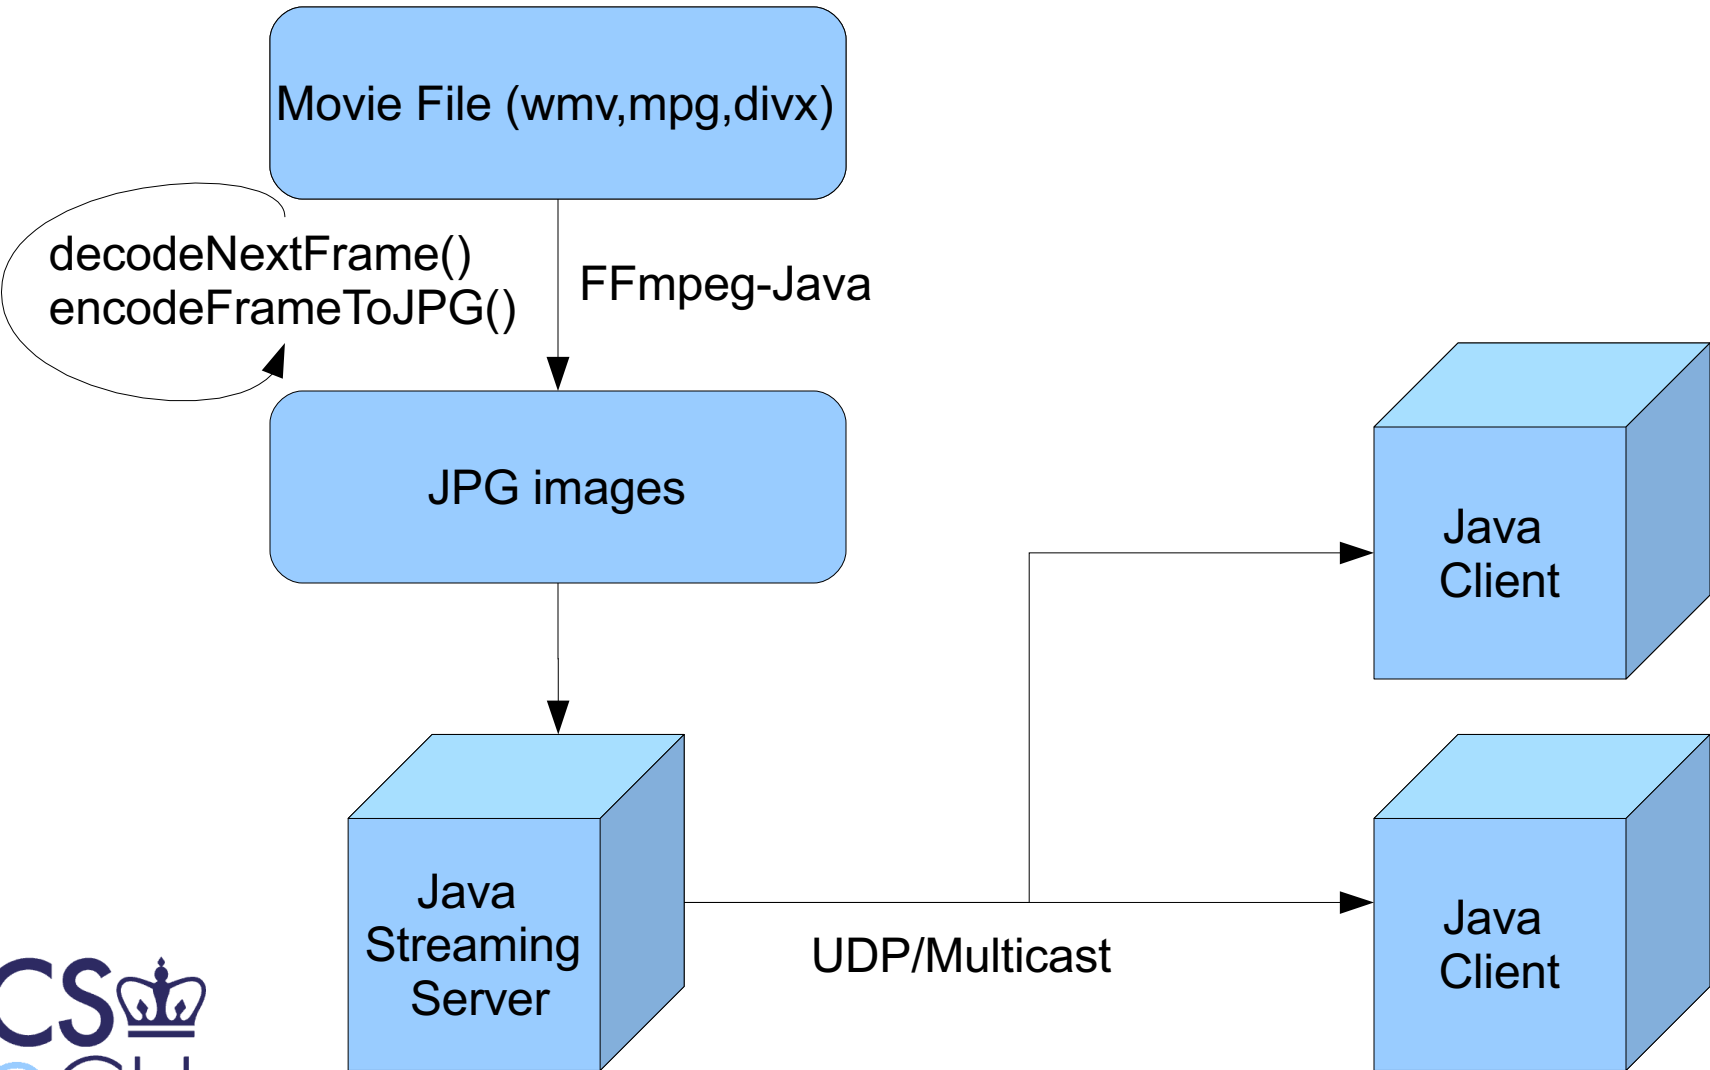 Movie File (wmv,mpg,divx)
decodeNextFrame()
encodeFrameToJPG()
FFmpeg-Java
JPG images
Java
Client
Java
Streaming
Server
UDP/Multicast
Java
Client
CS